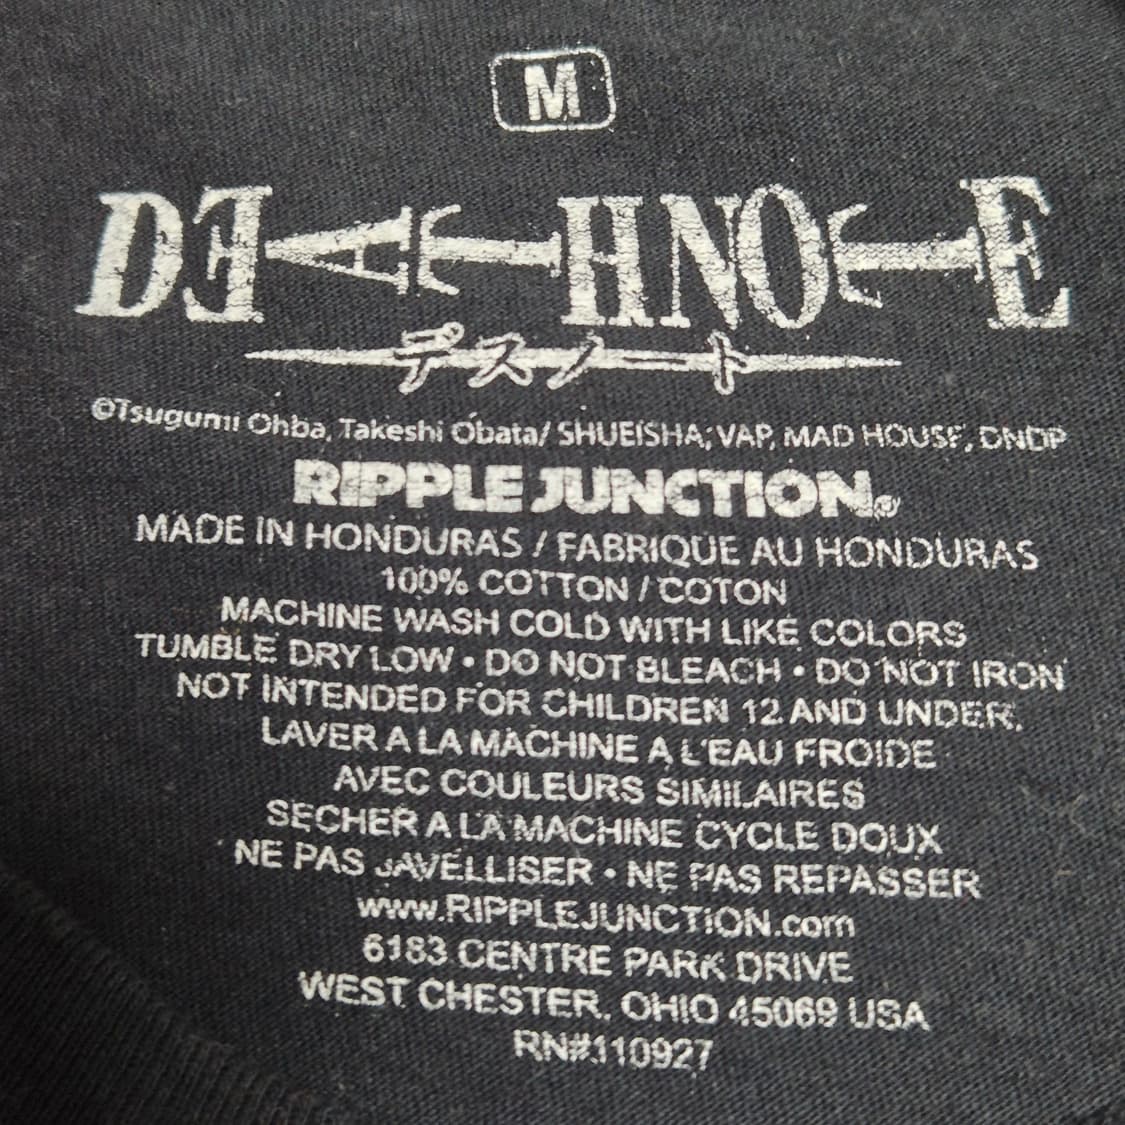 M
DEATH NOTE
デスノート
©Tsugumi Ohba, Takeshi Obata/ SHUEISHA; VAP, MAD HOUSE, DNDP
RIPPLE JUNCTION®
MADE IN HONDURAS / FABRIQUE AU HONDURAS
100% COTTON / COTON
MACHINE WASH COLD WITH LIKE COLORS
TUMBLE DRY LOW • DO NOT BLEACH • DO NOT IRON
NOT INTENDED FOR CHILDREN 12 AND UNDER.
LAVER A LA MACHINE A L'EAU FROIDE
AVEC COULEURS SIMILAIRES
SECHER A LA MACHINE CYCLE DOUX
NE PAS JAVELLISER • NE PAS REPASSER
www.RIPPLEJUNCTION.com
6183 CENTRE PARK DRIVE
WEST CHESTER, OHIO 45069 USA
RN#110927